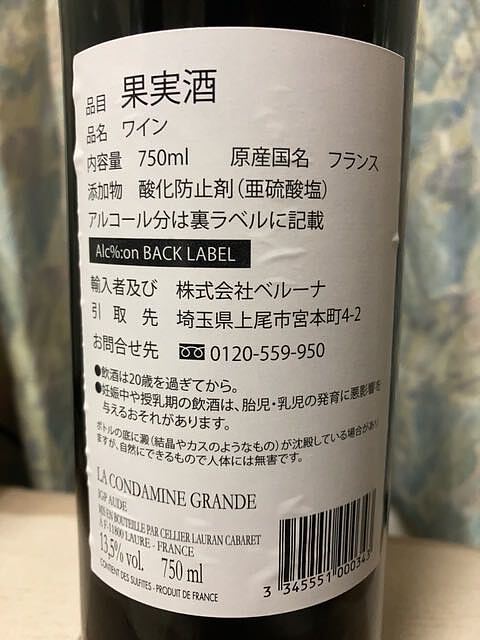 品目 果実酒
品名 ワイン
内容量 750ml 原産国名 フランス
添加物 酸化防止剤(亜硫酸塩)
アルコール分は裏ラベルに記載
Alc%:on BACK LABEL
輸入者及び 株式会社ベルーナ
引取先 埼玉県上尾市宮本町4-2
お問合せ先 0120-559-950
●飲酒は20歳を過ぎてから。
●妊娠中や授乳期の飲酒は、胎児・乳児の発育に悪影響を
与えるおそれがあります。
ボトルの底に澱(結晶やカスのようなもの)が沈殿している場合があり
ますが、自然にできるもので人体には無害です。
LA CONDAMINE GRANDE
IGP AUDE
MIS EN BOUTEILLE PAR CELLIER LAURAN CABARET
A F-11800 LAURE - FRANCE
13,5% vol. 750 ml
CONTENT DES SULFITES - PRODUIT DE FRANCE
3 345551 000343